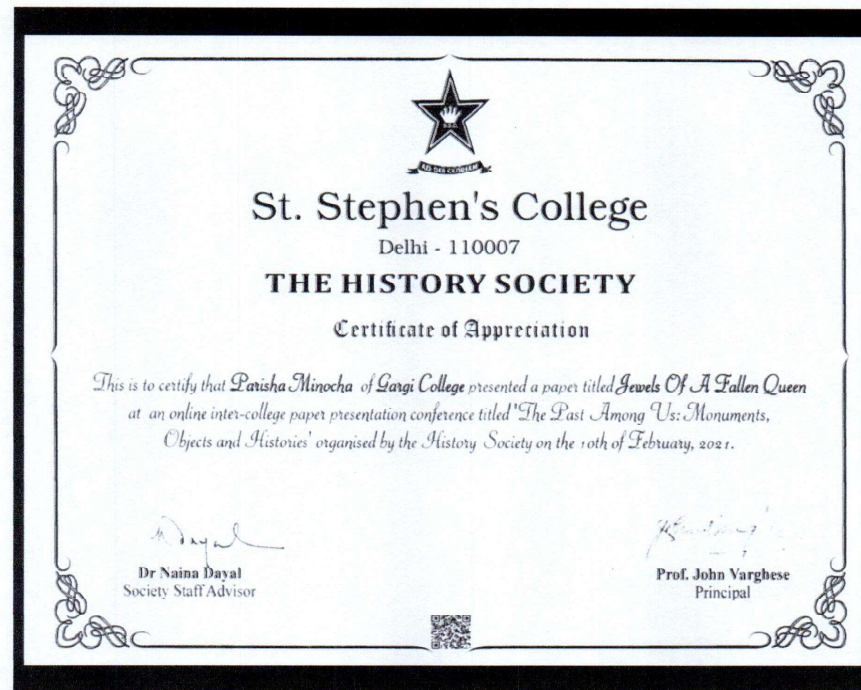 St. Stephen's College
Delhi - 110007
THE HISTORY SOCIETY
Certificate of Appreciation
This is to certify that Parisha Minocha of Gargi College presented a paper titled Jewels Of A Fallen Queen
at an online inter-college paper presentation conference titled 'The Past Among Us: Monuments,
Objects and Histories' organised by the History Society on the 10th of February, 2021.
Dr Naina Dayal
Society Staff Advisor
Prof. John Varghese
Principal